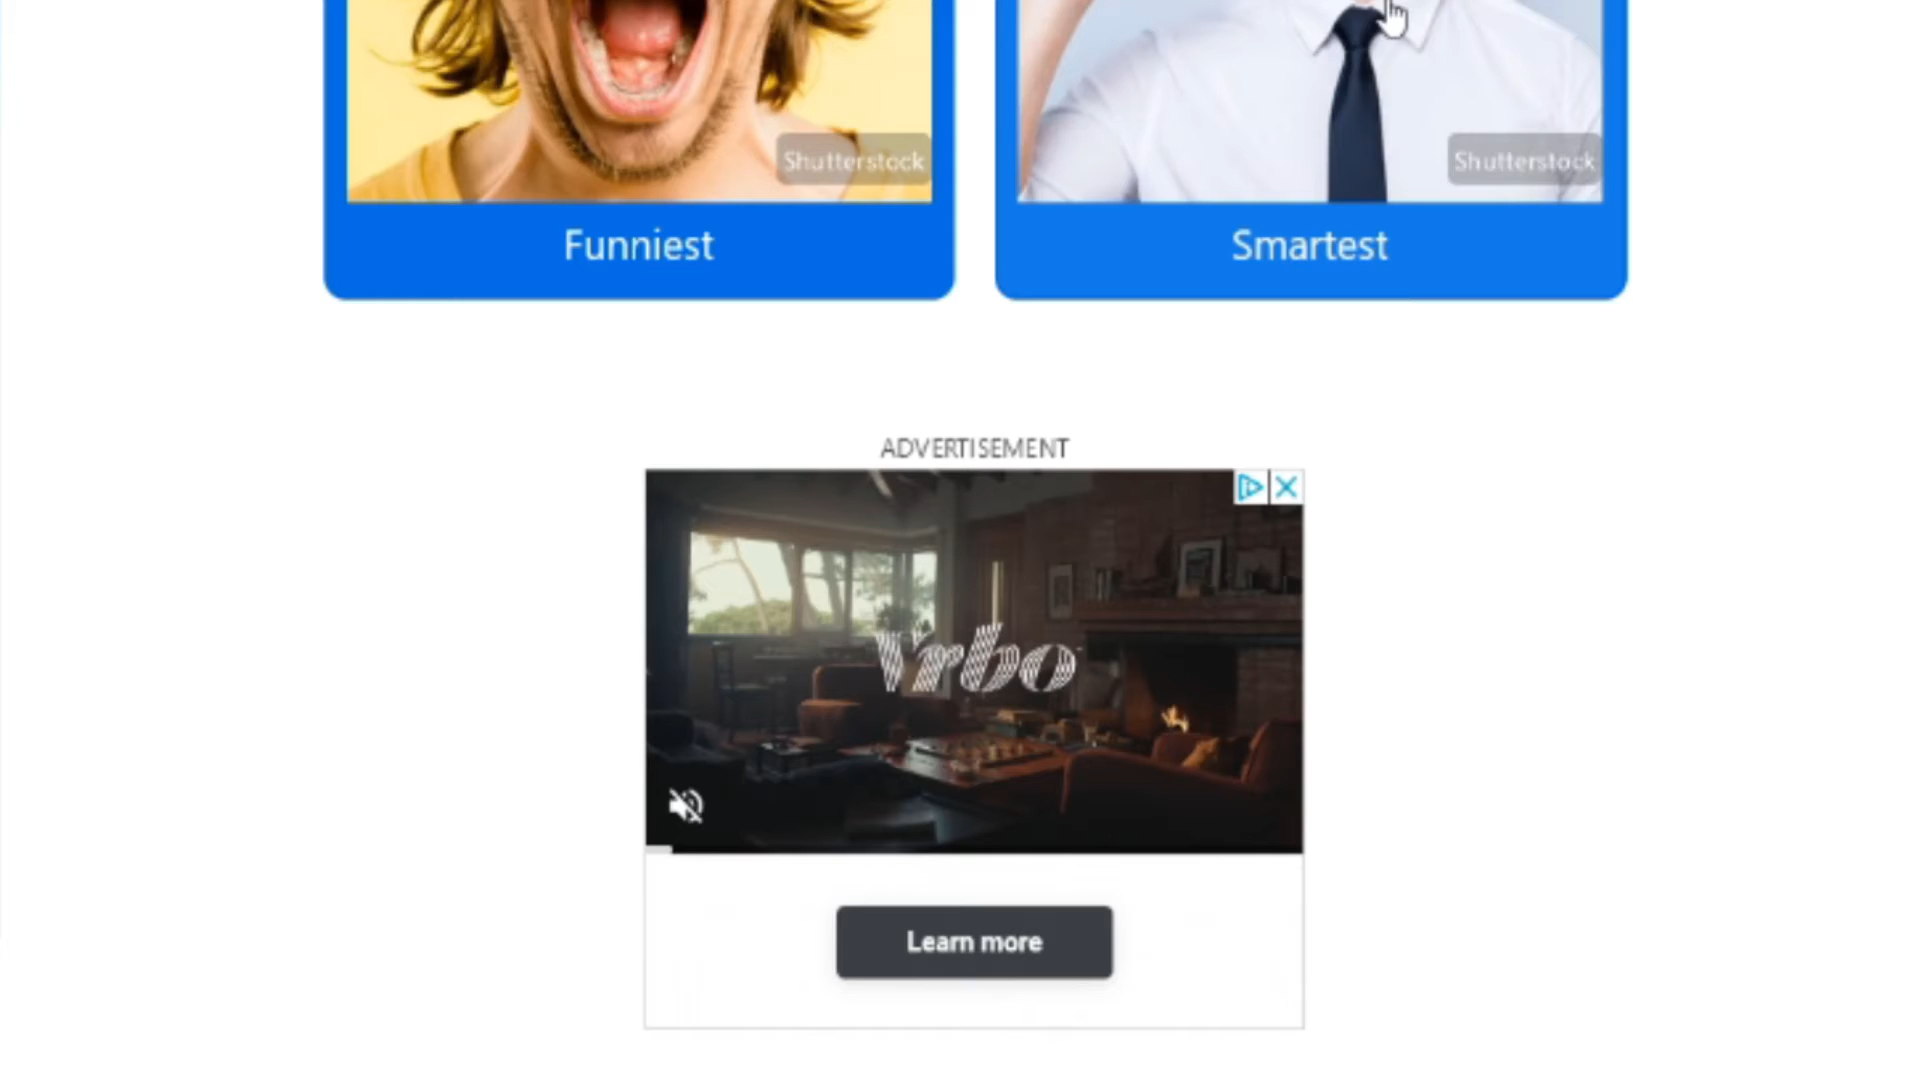 Shutterstock
Shutterstock
Funniest
Smartest
ADVERTISEMENT
Vrbo
Learn more